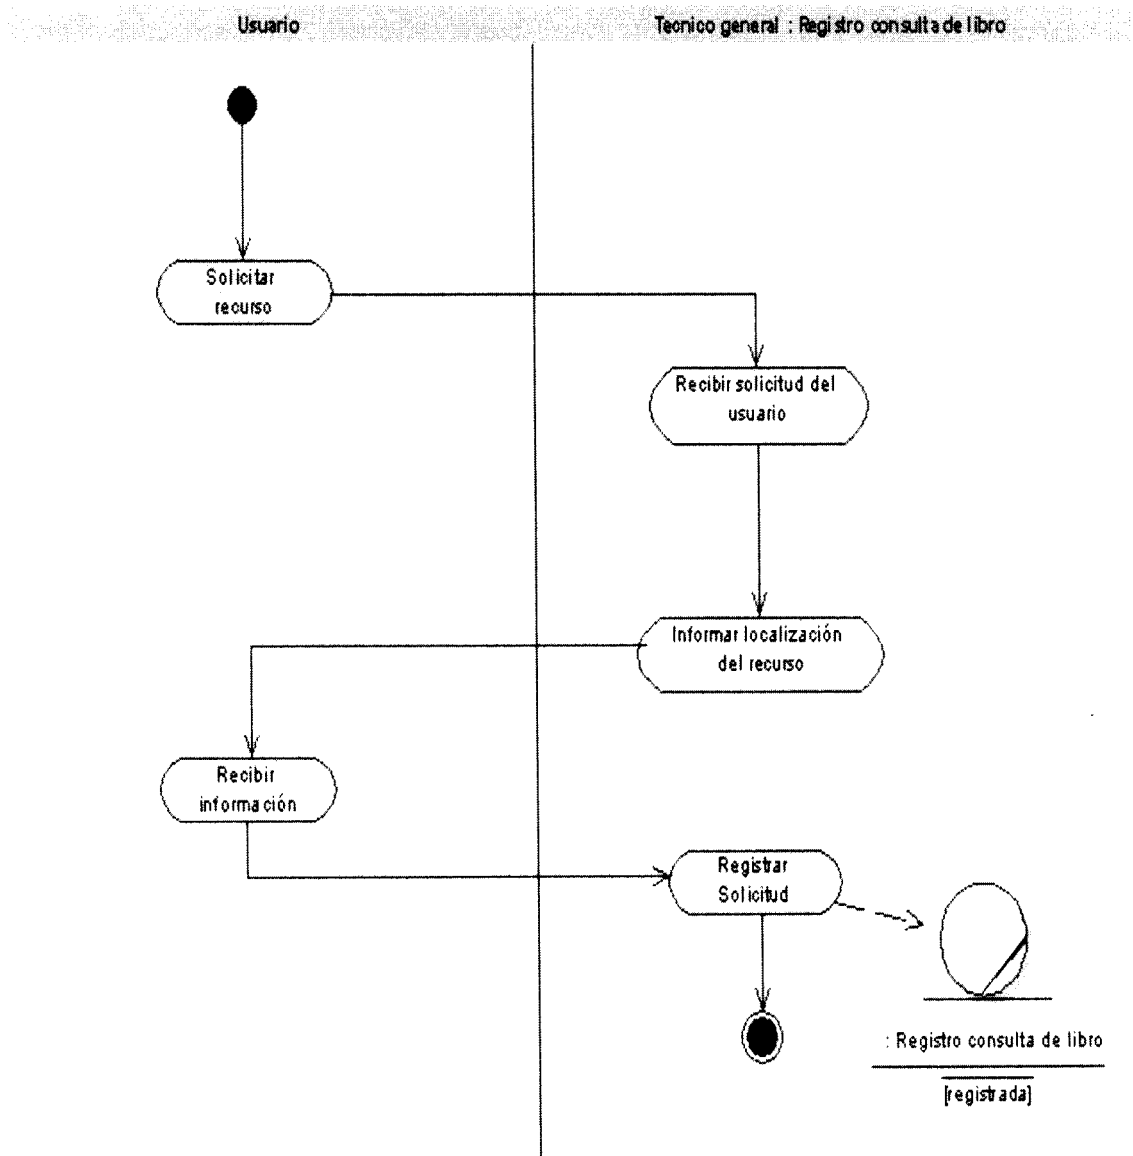 Usuario
Tecnico general : Registro consulta de libro
Solicitar
recurso
Recibir solicitud del
usuario
Informar localización
del recurso
Recibir
información
Registrar
Solicitud
: Registro consulta de libro
[registrada]